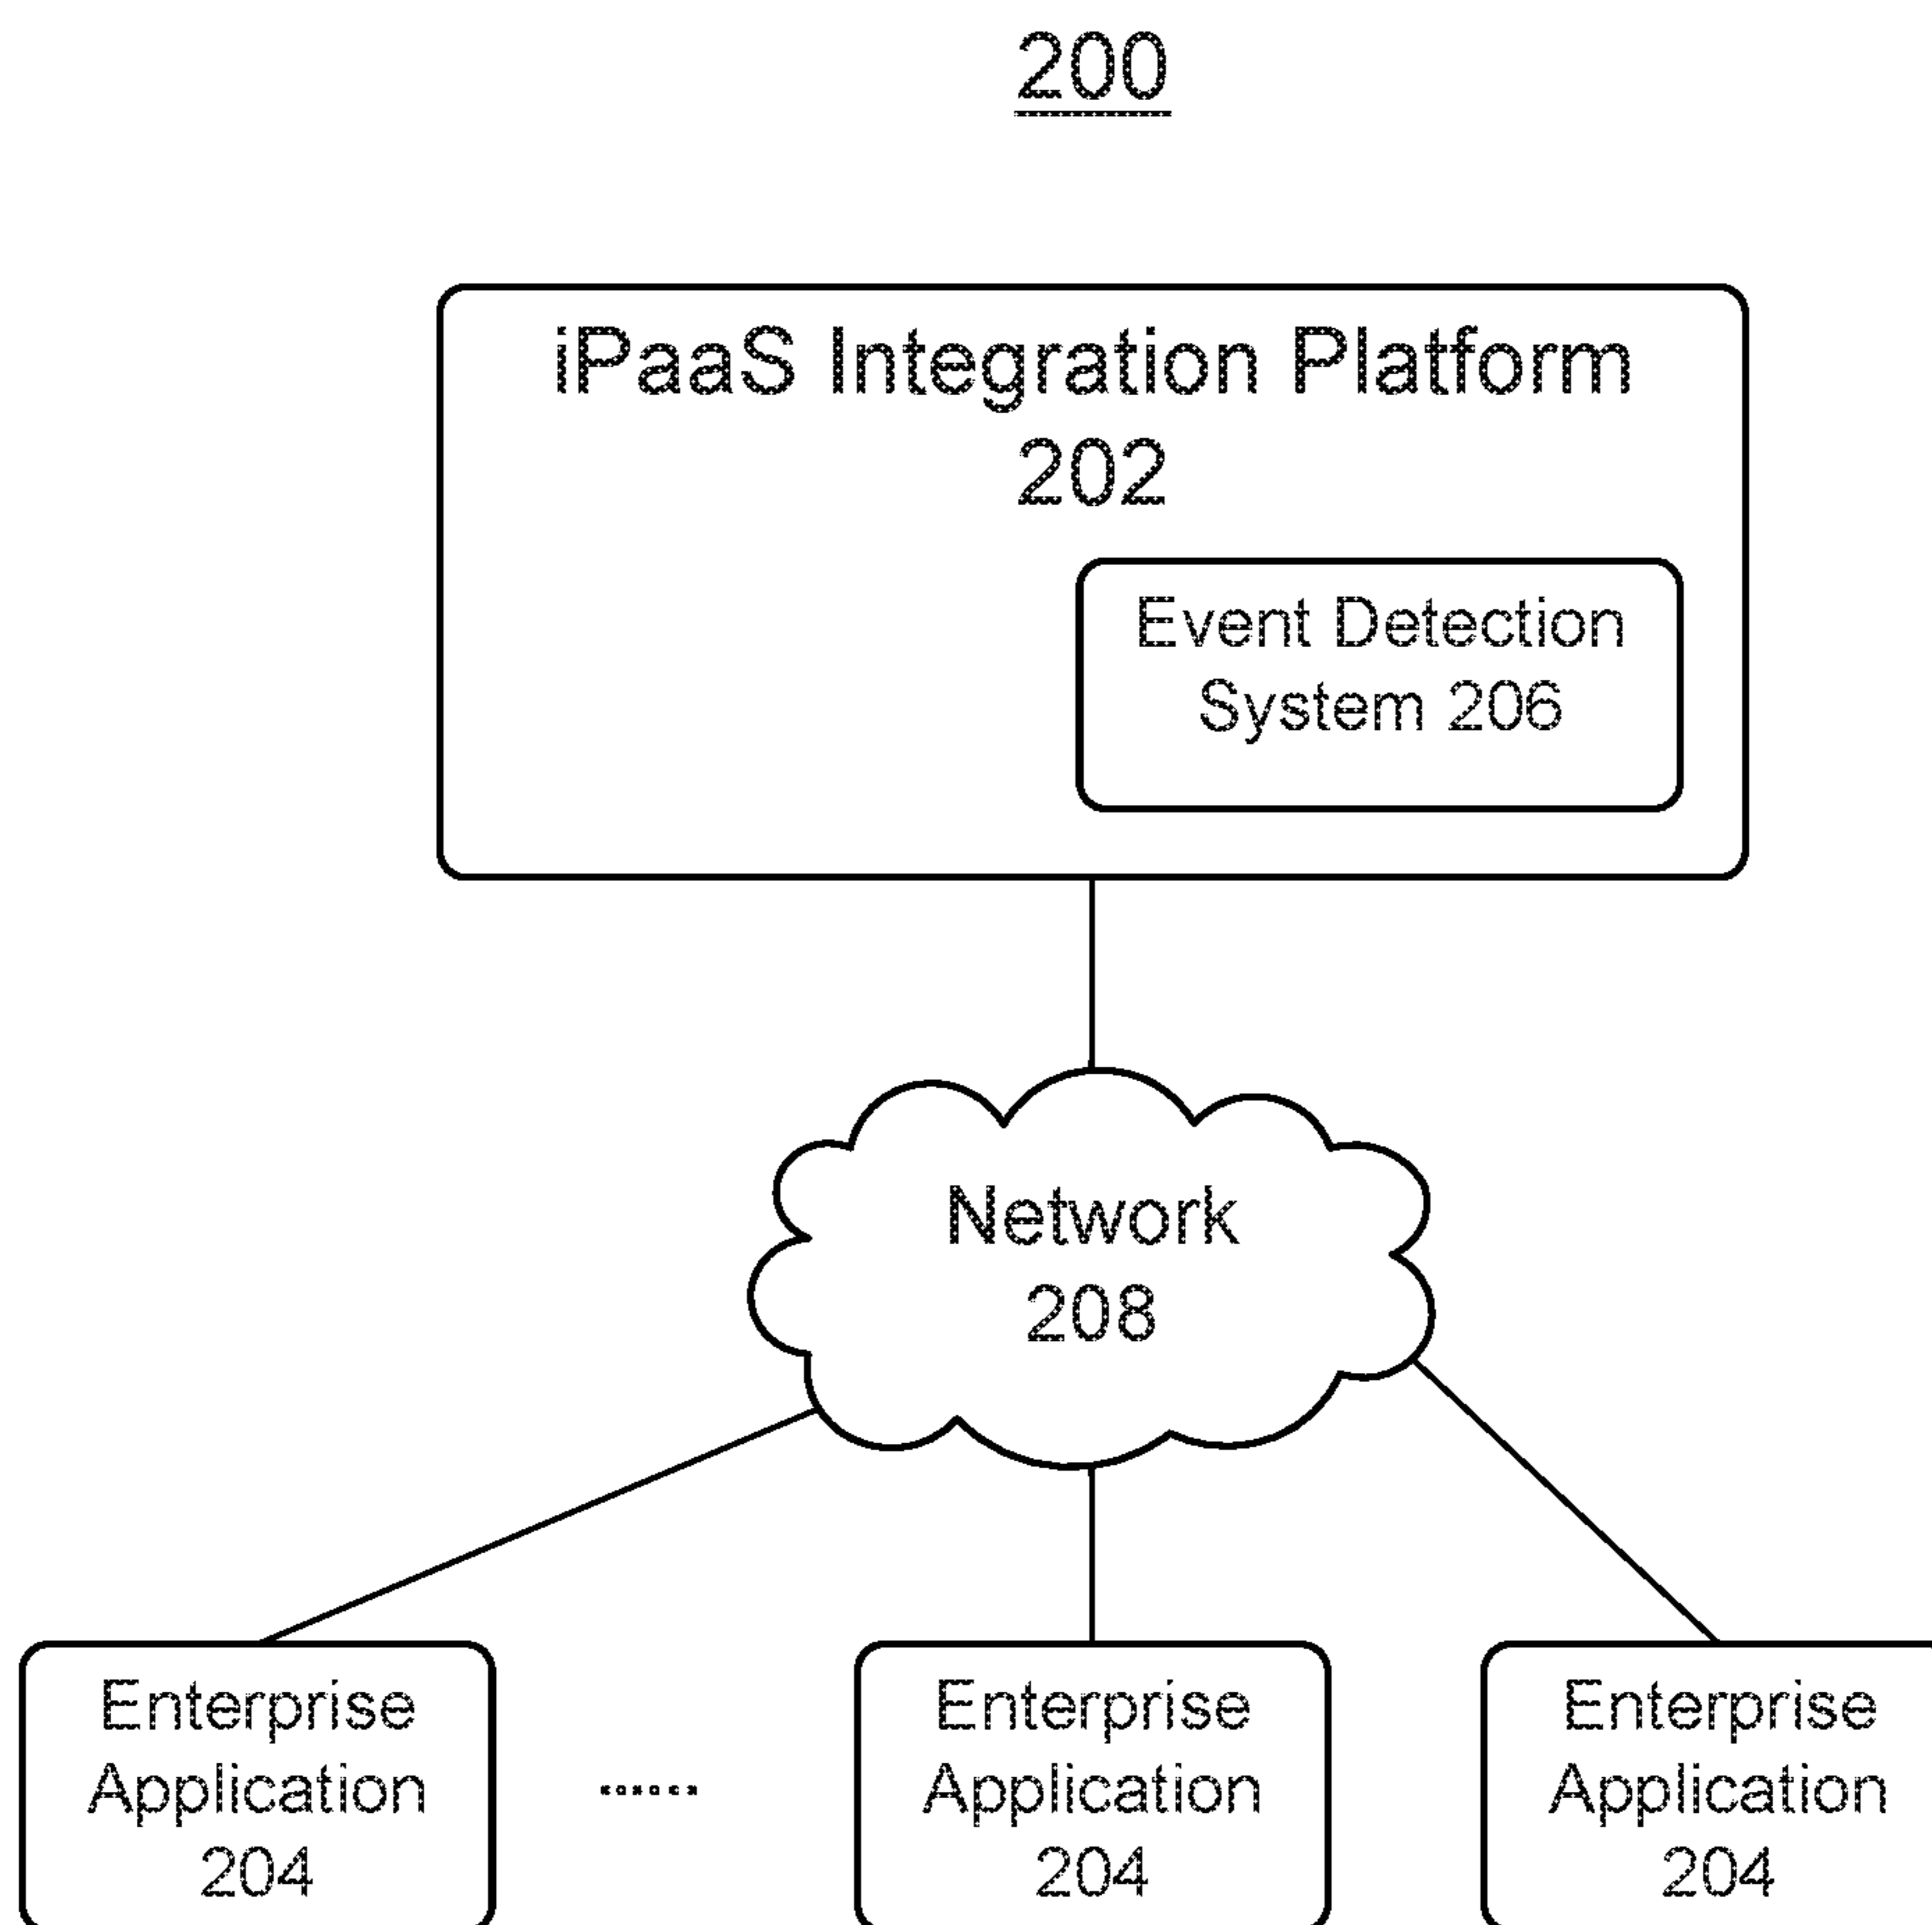 200
iPaaS Integration Platform
202
Event Detection
System 206
Network
208
Enterprise
Application
204
......
Enterprise
Application
204
Enterprise
Application
204